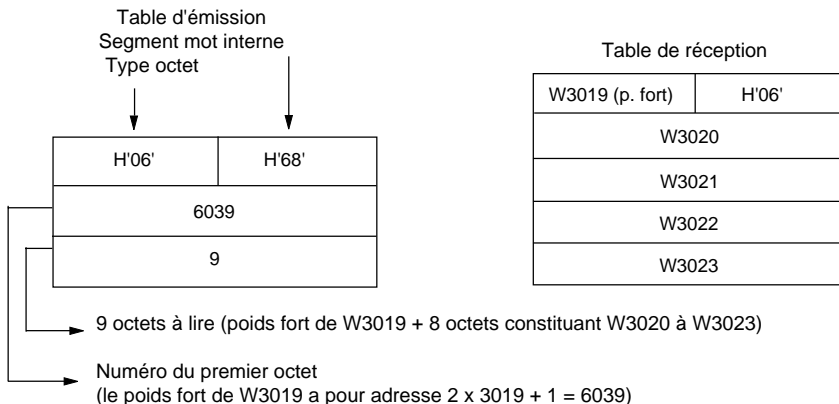 Table d'émission
Segment mot interne
Type octet
H'06' H'68'
6039
9
Table de réception
W3019 (p. fort) H'06'
W3020
W3021
W3022
W3023
9 octets à lire (poids fort de W3019 + 8 octets constituant W3020 à W3023)
Numéro du premier octet
(le poids fort de W3019 a pour adresse 2 x 3019 + 1 = 6039)